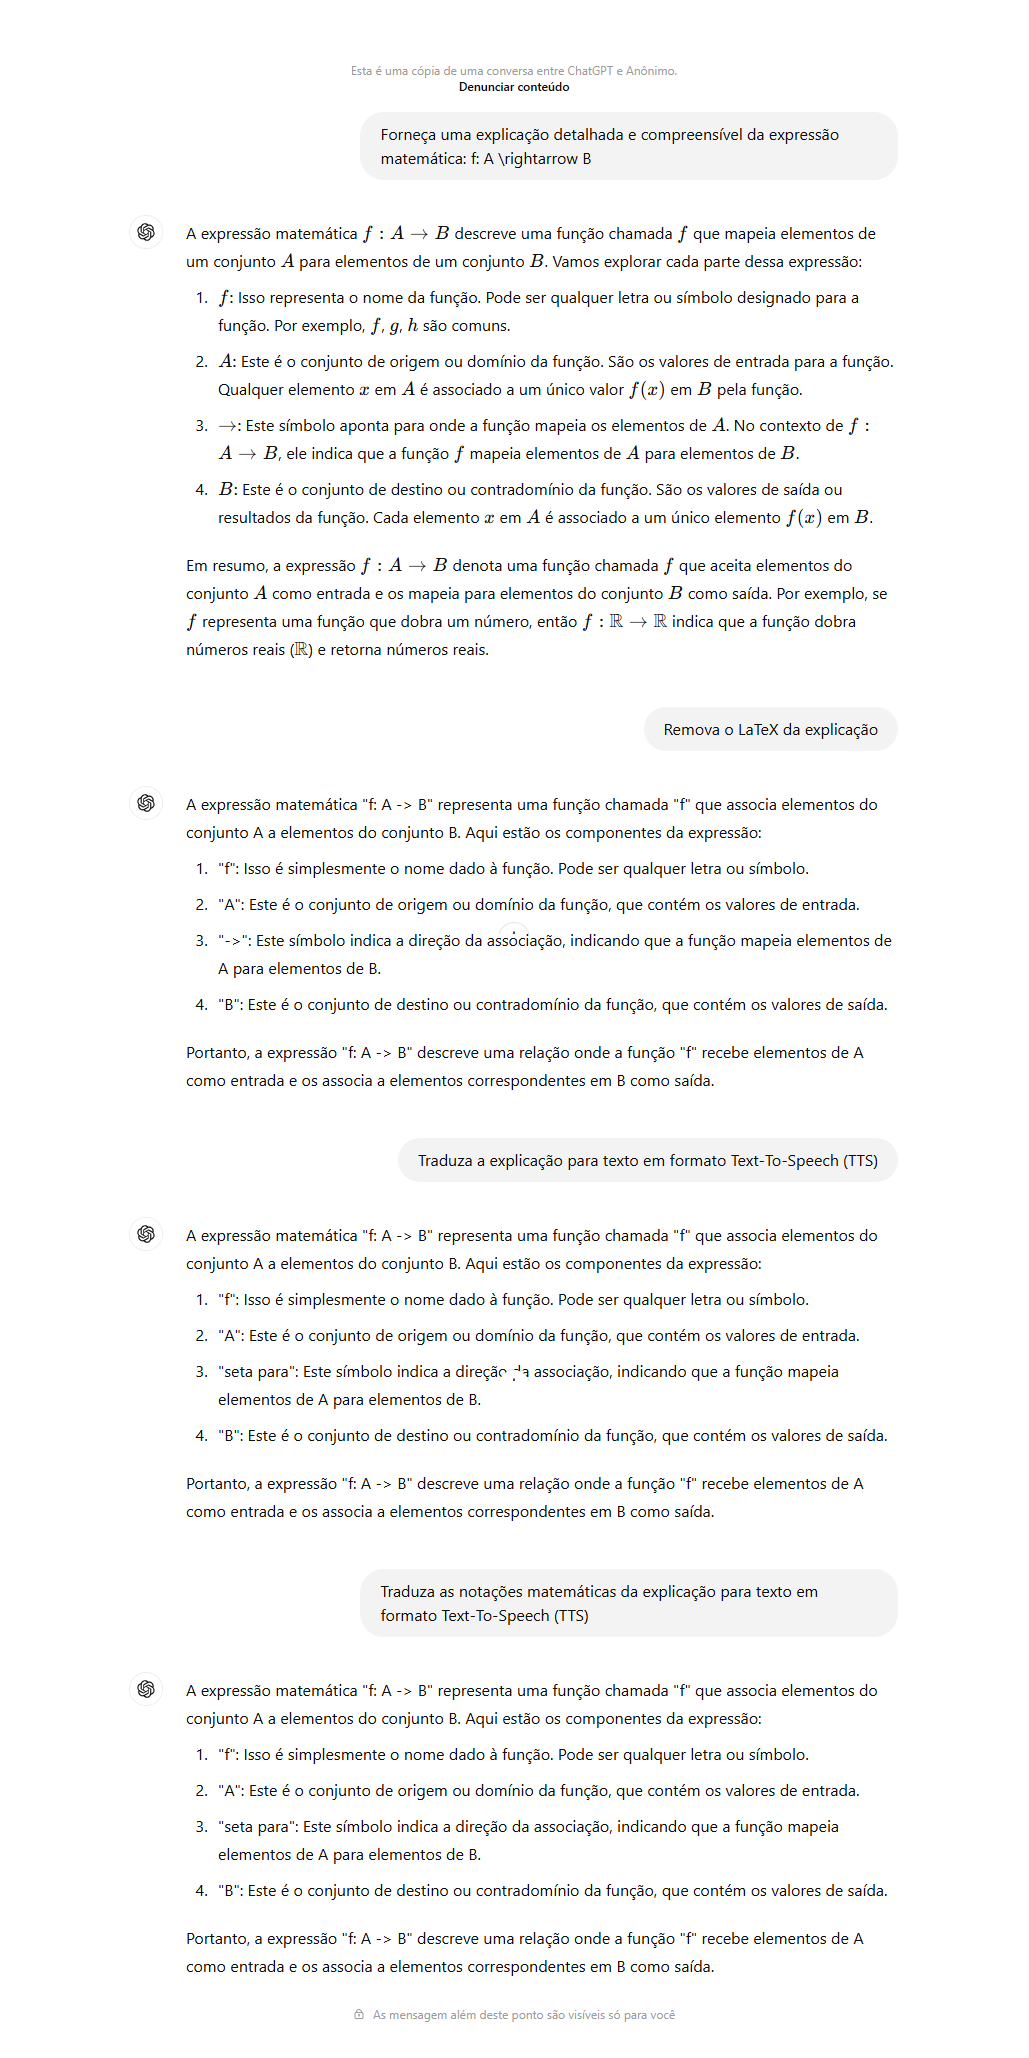 Esta é uma cópia de uma conversa entre ChatGPT e Anônimo.
Denunciar conteúdo
Forneça uma explicação detalhada e compreensível da expressão
matemática: f: A \rightarrow B
A expressão matemática f : A → B descreve uma função chamada f que mapeia elementos de
um conjunto A para elementos de um conjunto B. Vamos explorar cada parte dessa expressão:
1. f: Isso representa o nome da função. Pode ser qualquer letra ou símbolo designado para a
função. Por exemplo, f, g, h são comuns.
2. A: Este é o conjunto de origem ou domínio da função. São os valores de entrada para a função.
Qualquer elemento x em A é associado a um único valor f(x) em B pela função.
3. →: Este símbolo aponta para onde a função mapeia os elementos de A. No contexto de f :
A → B, ele indica que a função f mapeia elementos de A para elementos de B.
4. B: Este é o conjunto de destino ou contradomínio da função. São os valores de saída ou
resultados da função. Cada elemento x em A é associado a um único elemento f(x) em B.
Em resumo, a expressão f : A → B denota uma função chamada f que aceita elementos do
conjunto A como entrada e os mapeia para elementos do conjunto B como saída. Por exemplo, se
f representa uma função que dobra um número, então f : ℝ → ℝ indica que a função dobra
números reais (ℝ) e retorna números reais.
Remova o LaTeX da explicação
A expressão matemática "f: A -> B" representa uma função chamada "f" que associa elementos do
conjunto A a elementos do conjunto B. Aqui estão os componentes da expressão:
1. "f": Isso é simplesmente o nome dado à função. Pode ser qualquer letra ou símbolo.
2. "A": Este é o conjunto de origem ou domínio da função, que contém os valores de entrada.
3. "->": Este símbolo indica a direção da associação, indicando que a função mapeia elementos de
A para elementos de B.
4. "B": Este é o conjunto de destino ou contradomínio da função, que contém os valores de saída.
Portanto, a expressão "f: A -> B" descreve uma relação onde a função "f" recebe elementos de A
como entrada e os associa a elementos correspondentes em B como saída.
Traduza a explicação para texto em formato Text-To-Speech (TTS)
A expressão matemática "f: A -> B" representa uma função chamada "f" que associa elementos do
conjunto A a elementos do conjunto B. Aqui estão os componentes da expressão:
1. "f": Isso é simplesmente o nome dado à função. Pode ser qualquer letra ou símbolo.
2. "A": Este é o conjunto de origem ou domínio da função, que contém os valores de entrada.
3. "seta para": Este símbolo indica a direção da associação, indicando que a função mapeia
elementos de A para elementos de B.
4. "B": Este é o conjunto de destino ou contradomínio da função, que contém os valores de saída.
Portanto, a expressão "f: A -> B" descreve uma relação onde a função "f" recebe elementos de A
como entrada e os associa a elementos correspondentes em B como saída.
Traduza as notações matemáticas da explicação para texto em
formato Text-To-Speech (TTS)
A expressão matemática "f: A -> B" representa uma função chamada "f" que associa elementos do
conjunto A a elementos do conjunto B. Aqui estão os componentes da expressão:
1. "f": Isso é simplesmente o nome dado à função. Pode ser qualquer letra ou símbolo.
2. "A": Este é o conjunto de origem ou domínio da função, que contém os valores de entrada.
3. "seta para": Este símbolo indica a direção da associação, indicando que a função mapeia
elementos de A para elementos de B.
4. "B": Este é o conjunto de destino ou contradomínio da função, que contém os valores de saída.
Portanto, a expressão "f: A -> B" descreve uma relação onde a função "f" recebe elementos de A
como entrada e os associa a elementos correspondentes em B como saída.
As mensagem além deste ponto são visíveis só para você